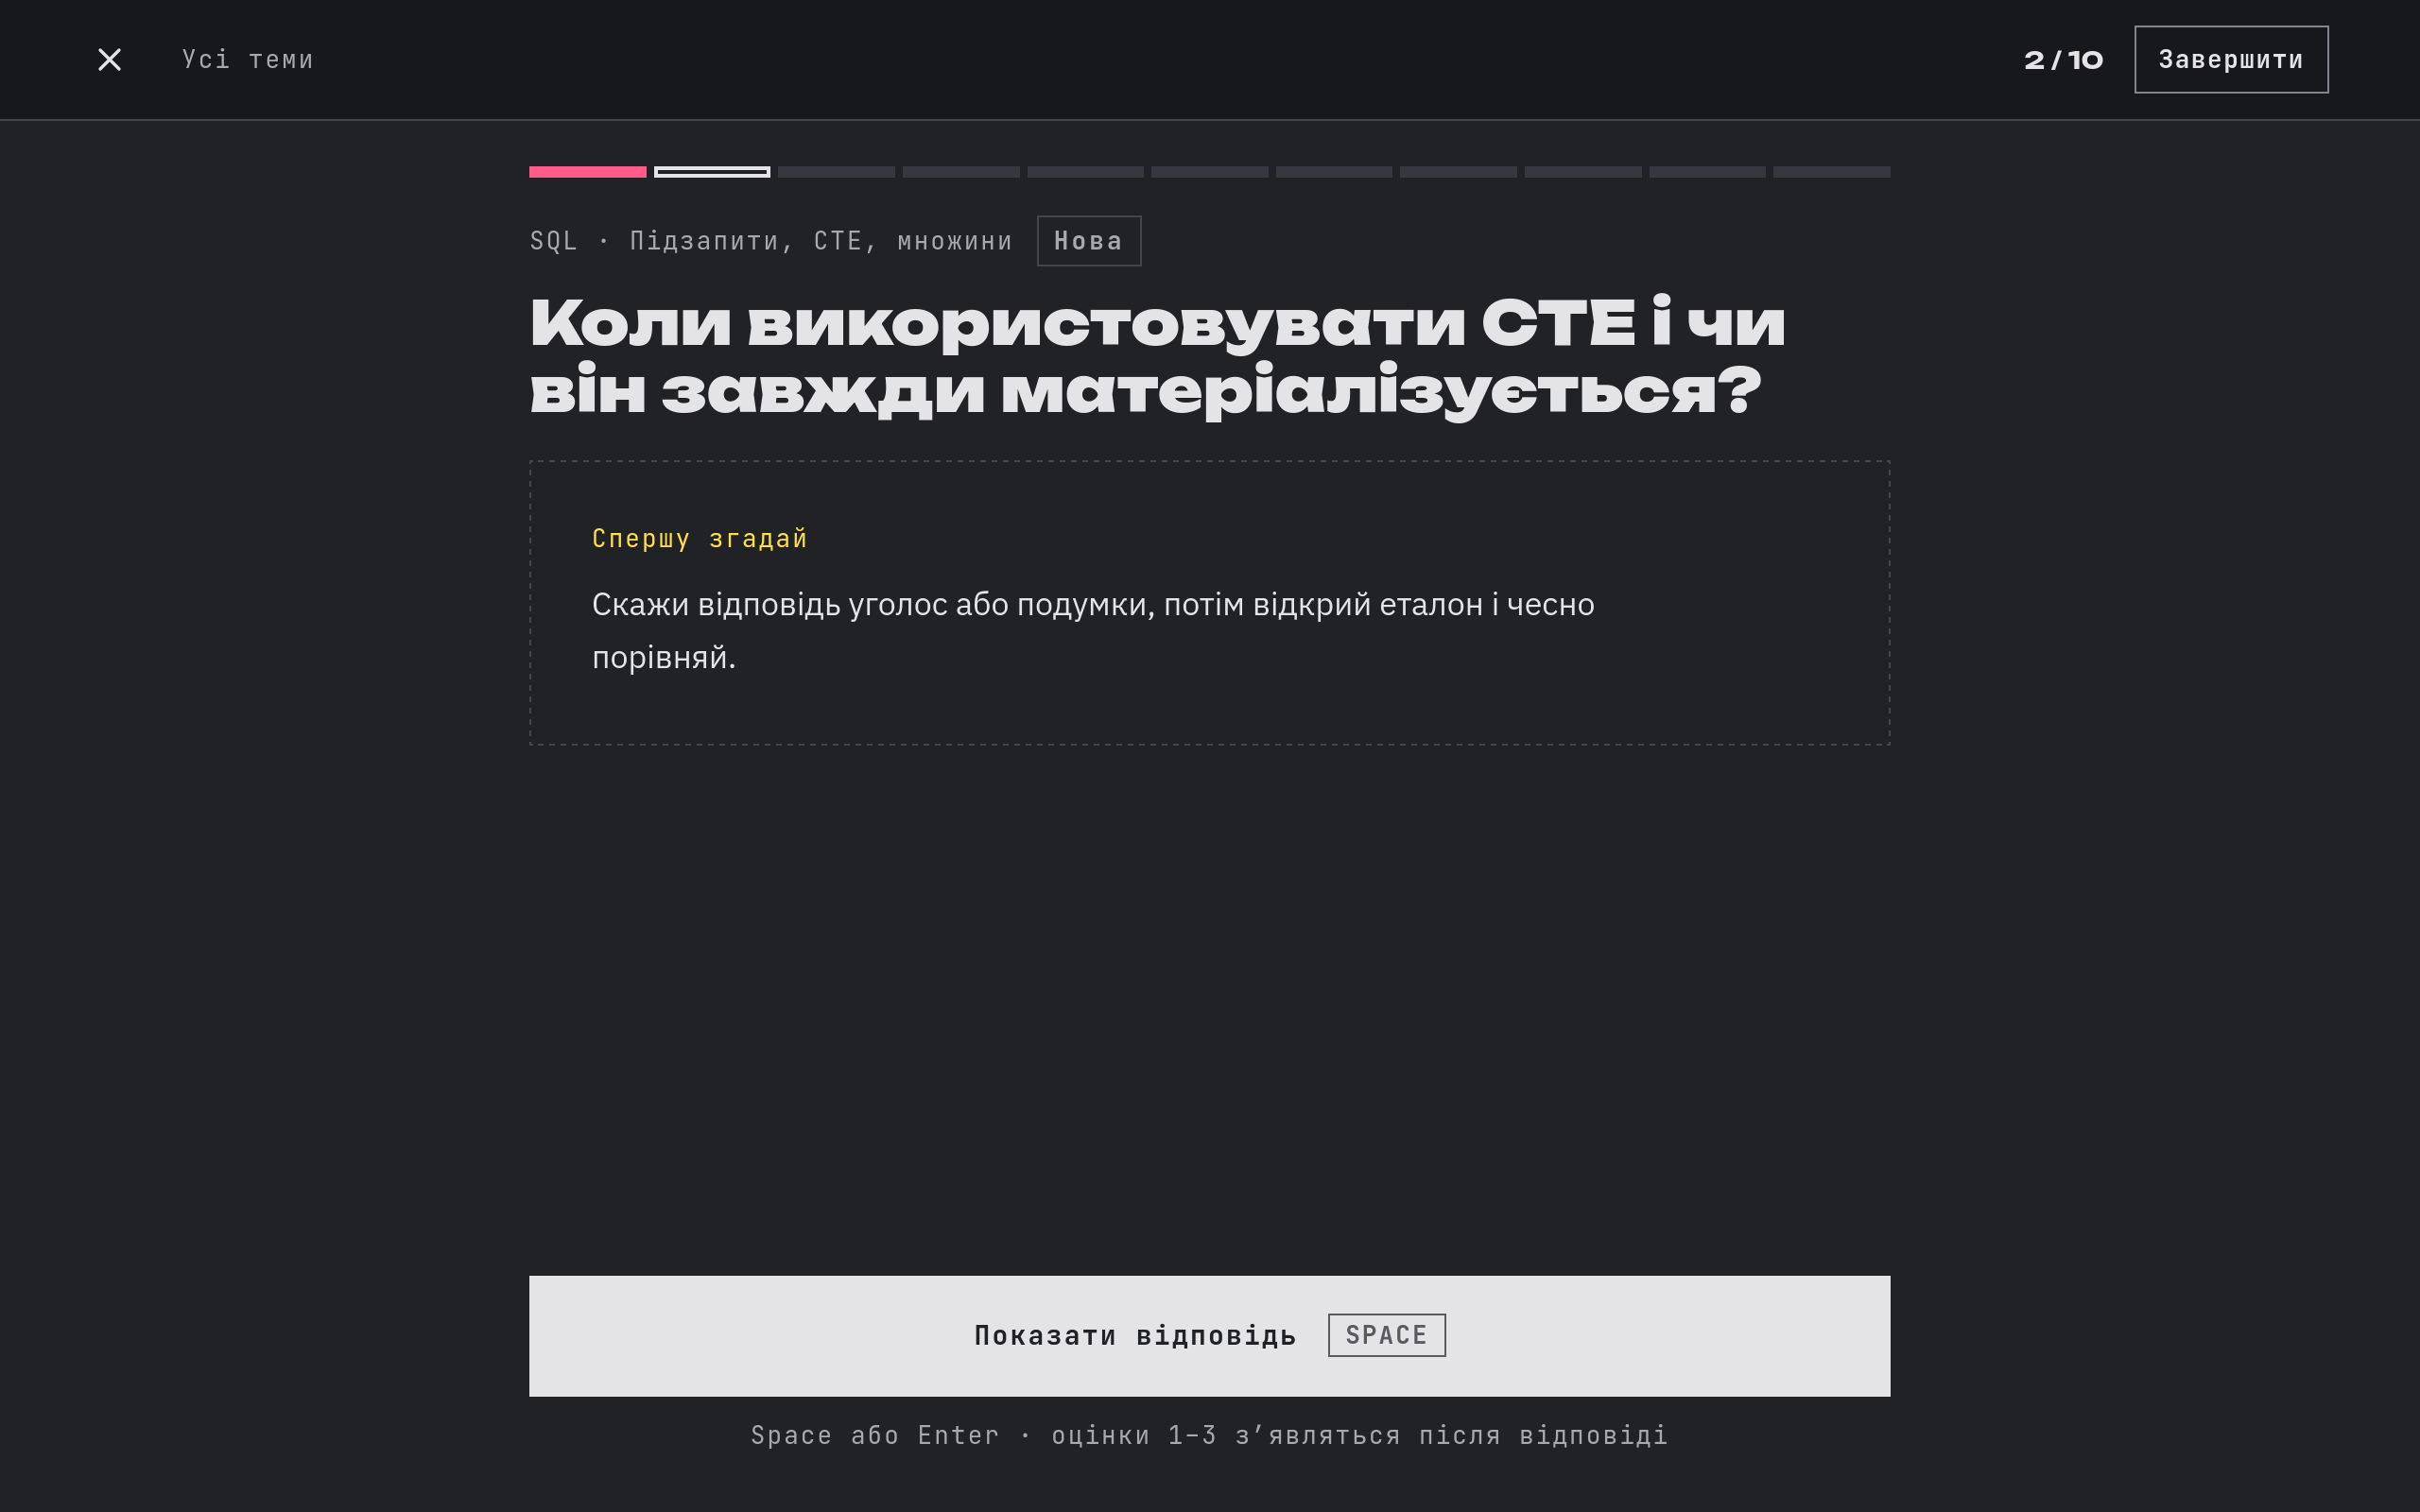 Усі теми
2 / 10
Завершити
SQL · Підзапити, CTE, множини
Нова
Коли використовувати CTE і чи
він завжди матеріалізується?
Спершу згадай
Скажи відповідь уголос або подумки, потім відкрий еталон і чесно
порівняй.
Показати відповідь SPACE
Space або Enter · оцінки 1–3 з’являться після відповіді